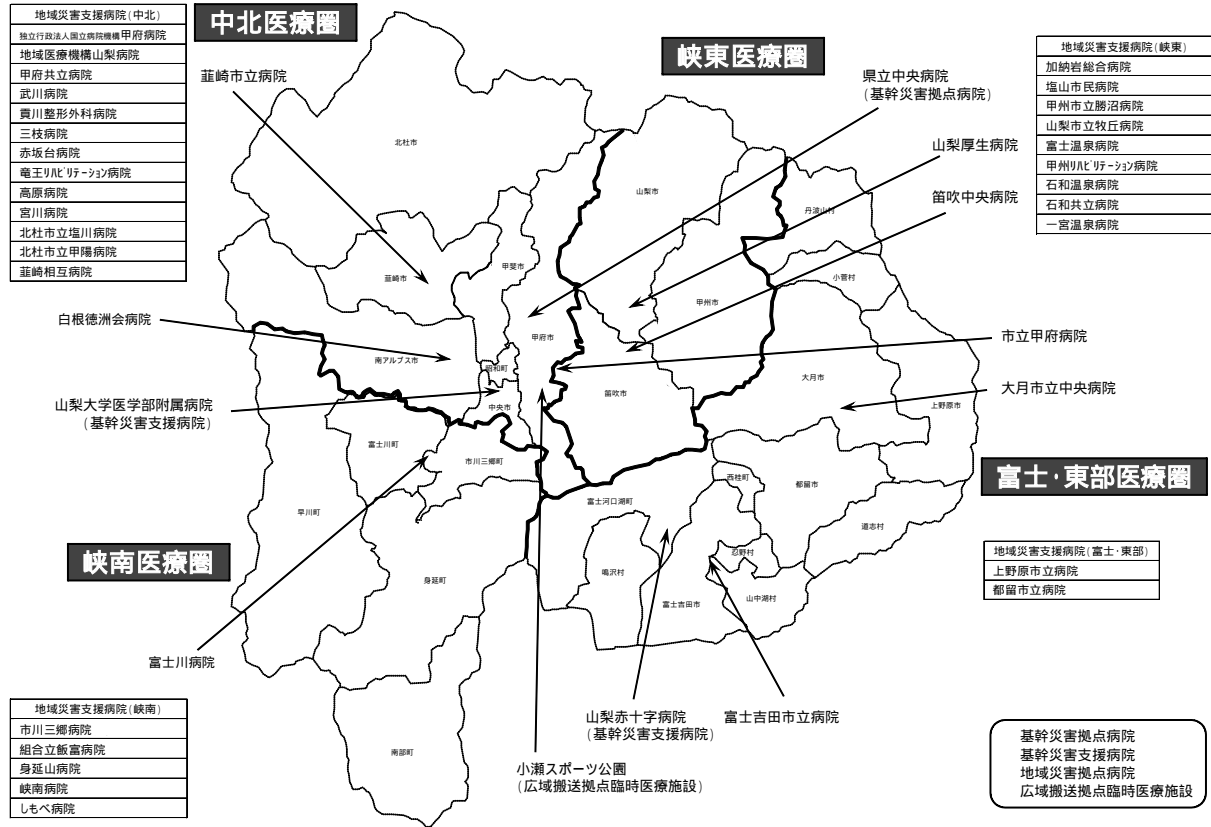 地域災害支援病院(中北)
独立行政法人国立病院機構甲府病院
地域医療機構山梨病院
甲府共立病院
武川病院
貢川整形外科病院
三枝病院
赤坂台病院
竜王ﾘﾊﾋﾞﾘテーション病院
高原病院
宮川病院
北杜市立塩川病院
北杜市立甲陽病院
韮崎相互病院
中北医療圏
韮崎市立病院
峡東医療圏
県立中央病院
(基幹災害拠点病院)
山梨厚生病院
笛吹中央病院
地域災害支援病院(峡東)
加納岩総合病院
塩山市民病院
甲州市立勝沼病院
山梨市立牧丘病院
富士温泉病院
甲州ﾘﾊﾋﾞﾘテーション病院
石和温泉病院
石和共立病院
一宮温泉病院
北杜市
山梨市
丹波山村
甲斐市
小菅村
韮崎市
甲州市
白根徳洲会病院
甲府市
市立甲府病院
南アルプス市
昭和町
大月市
笛吹市
大月市立中央病院
上野原市
山梨大学医学部附属病院
(基幹災害支援病院)
中央市
富士川町
市川三郷町
富士・東部医療圏
西桂町
都留市
富士河口湖町
早川町
道志村
峡南医療圏
地域災害支援病院(富士・東部)
上野原市立病院
都留市立病院
忍野村
鳴沢村
身延町
山中湖村
富士吉田市
富士川病院
山梨赤十字病院
(基幹災害支援病院)
富士吉田市立病院
地域災害支援病院(峡南)
市川三郷病院
組合立飯富病院
身延山病院
峡南病院
しもべ病院
南部町
小瀬スポーツ公園
(広域搬送拠点臨時医療施設)
基幹災害拠点病院
基幹災害支援病院
地域災害拠点病院
広域搬送拠点臨時医療施設